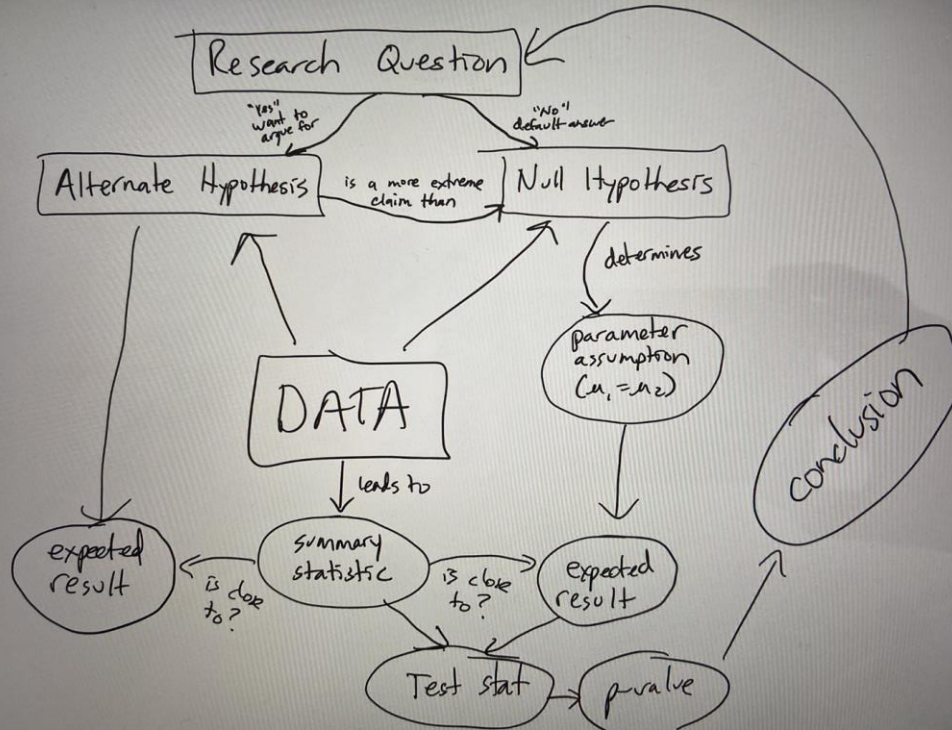 Research Question
"Yes"
want to
argue for
"No"
default answer
Alternate Hypothesis
is a more extreme
claim than
Null Hypothesis
determines
parameter
assumption
(μ₁ = μ₂)
DATA
leads to
conclusion
expected
result
is close
to?
summary
statistic
is close
to?
expected
result
Test stat
p-value